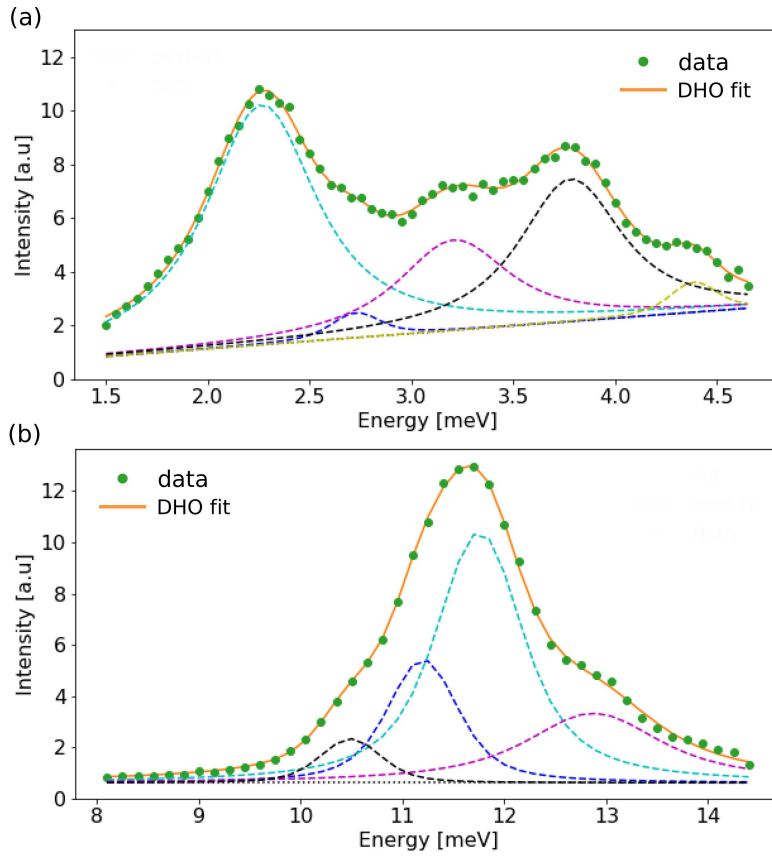 (a)
data
DHO fit
Intensity [a.u]
12
10
8
6
4
2
0
1.5 2.0 2.5 3.0 3.5 4.0 4.5
Energy [meV]
(b)
data
DHO fit
Intensity [a.u]
12
10
8
6
4
2
0
8 9 10 11 12 13 14
Energy [meV]